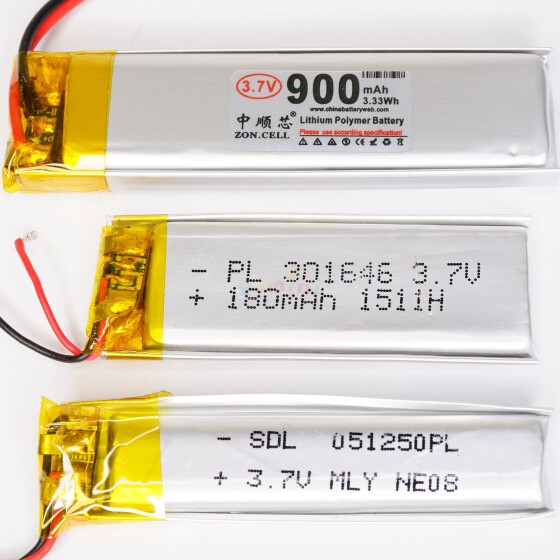 3.7V 900 mAh
3.33Wh
www.chinabatteryweb.com
中顺芯® Lithium Polymer Battery
ZON.CELL Please use according specification!
- PL 301646 3.7V
+ 180mAh 1511H
- SDL 051250PL
+ 3.7V MLY NE08